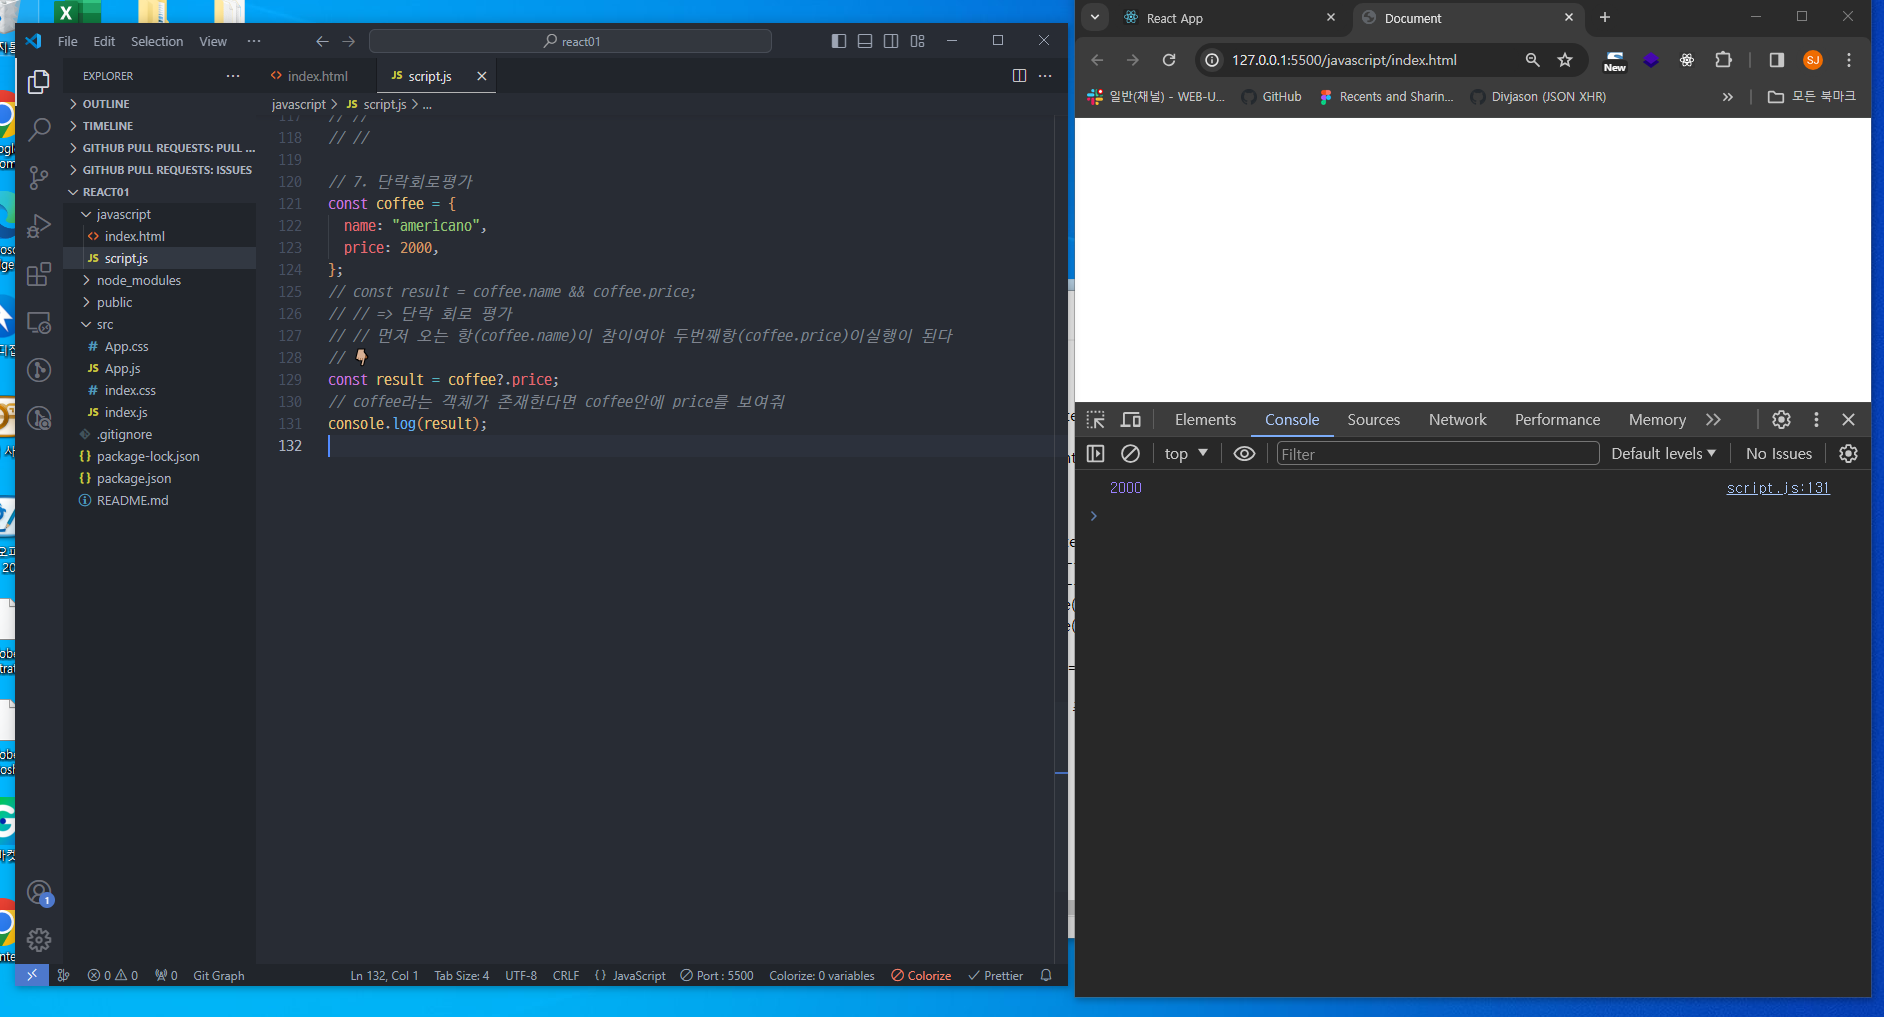 File Edit Selection View ···
react01
EXPLORER ···
OUTLINE
TIMELINE
GITHUB PULL REQUESTS: PULL ...
GITHUB PULL REQUESTS: ISSUES
REACT01
javascript
<> index.html
JS script.js
node_modules
public
src
# App.css
JS App.js
# index.css
JS index.js
.gitignore
{} package-lock.json
{} package.json
README.md
<> index.html
JS script.js
javascript > JS script.js > ...
117 // //
118 // //
119
120 // 7. 단락회로평가
121 const coffee = {
122 name: "americano",
123 price: 2000,
124 };
125 // const result = coffee.name && coffee.price;
126 // // => 단락 회로 평가
127 // // 먼저 오는 항(coffee.name)이 참이여야 두번째항(coffee.price)이실행이 된다
128 // 👇🏽
129 const result = coffee?.price;
130 // coffee라는 객체가 존재한다면 coffee안에 price를 보여줘
131 console.log(result);
132
1
0 0 0 Git Graph Ln 132, Col 1 Tab Size: 4 UTF-8 CRLF {} JavaScript Port : 5500 Colorize: 0 variables Colorize Prettier
React App
Document
127.0.0.1:5500/javascript/index.html
New
SJ
일반(채널) - WEB-U...
GitHub
Recents and Sharin...
Divjason (JSON XHR)
» 모든 북마크
Elements Console Sources Network Performance Memory »
top ▼ Filter Default levels ▼ No Issues
2000 script.js:131
>